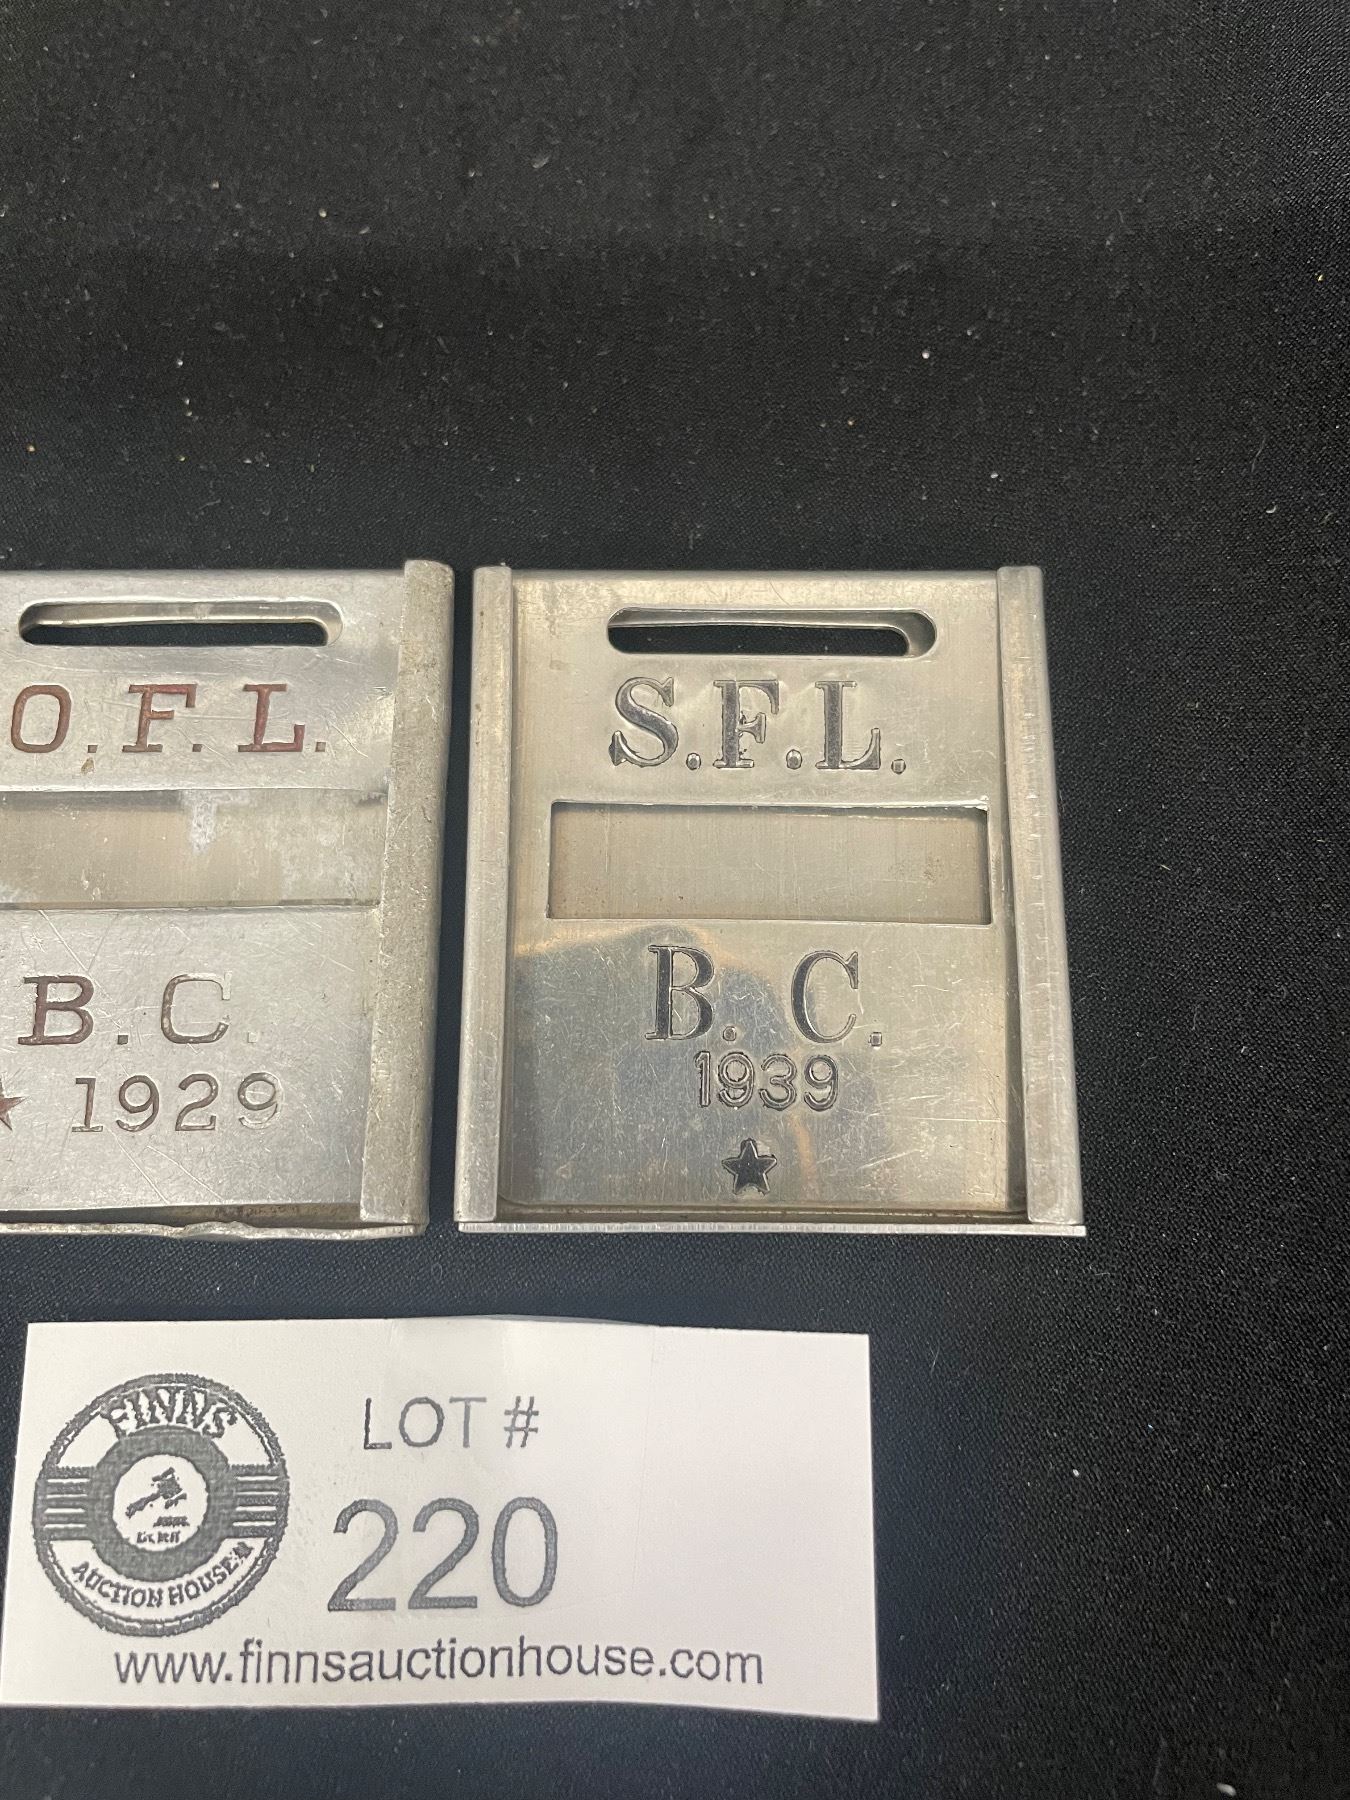 O.F.L.
B.C.
★ 1929
S.F.L.
B.C.
1939
★
FINNS
AUCTION HOUSE
LOT #
220
www.finnsauctionhouse.com